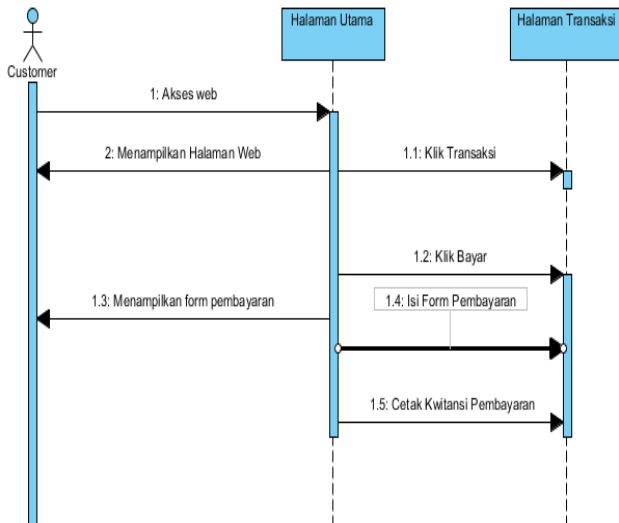 Halaman Utama
Halaman Transaksi
Customer
1: Akses web
2: Menampilkan Halaman Web
1.1: Klik Transaksi
1.2: Klik Bayar
1.3: Menampilkan form pembayaran
1.4: Isi Form Pembayaran
1.5: Cetak Kwitansi Pembayaran